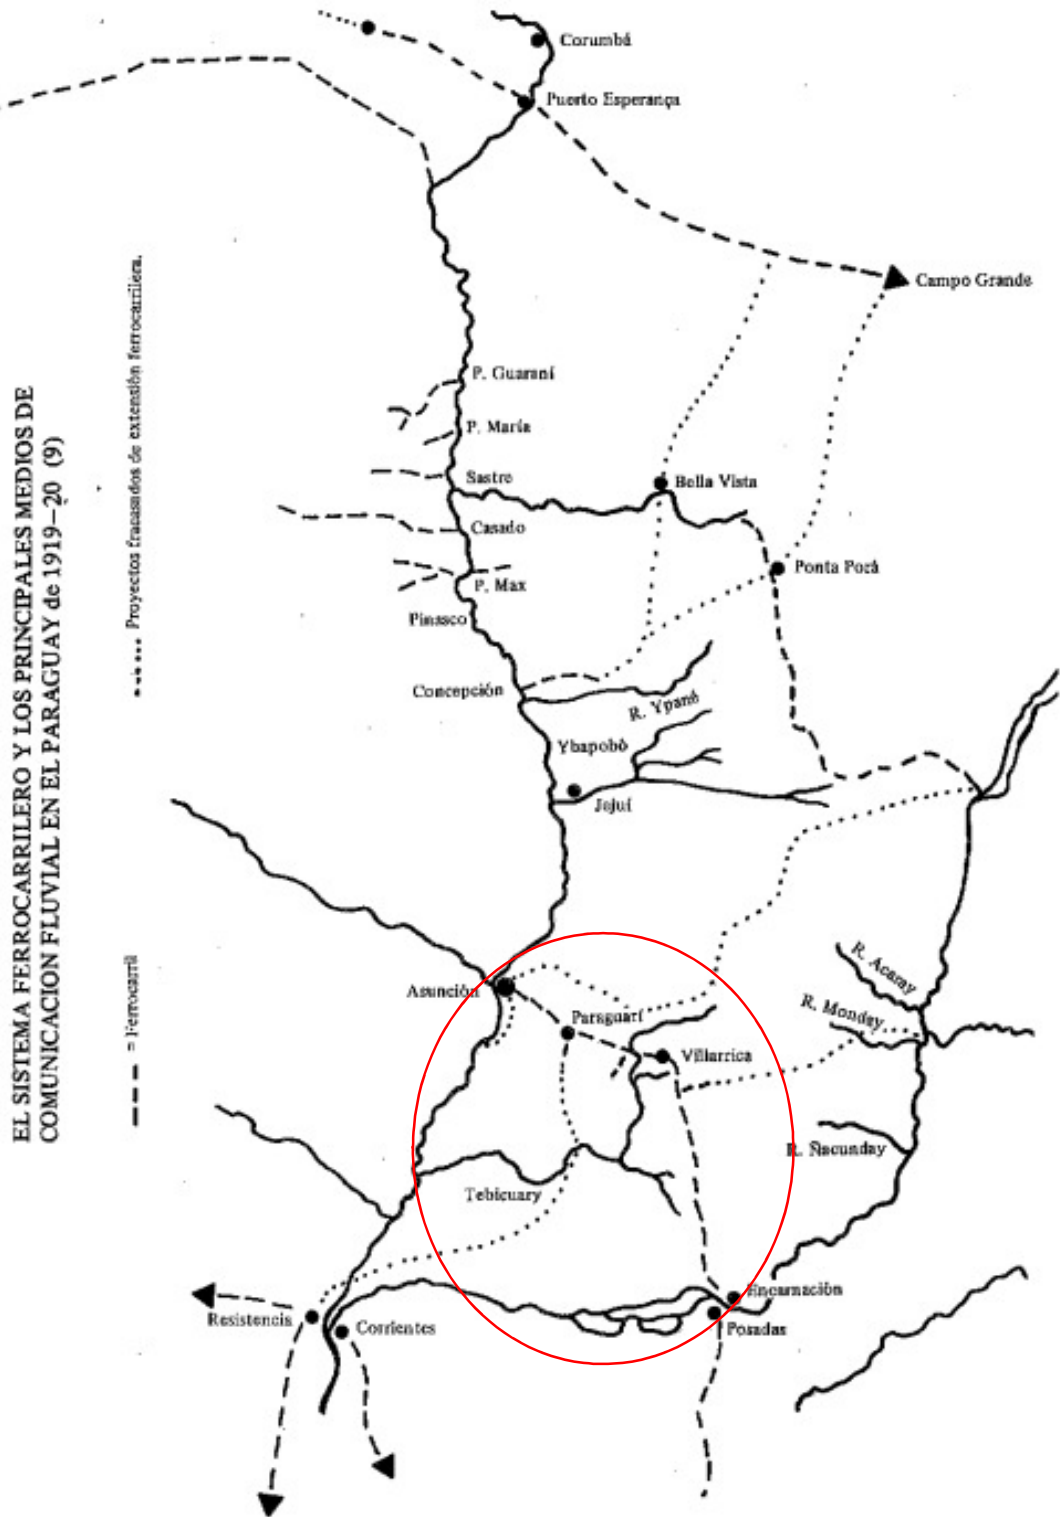 EL SISTEMA FERROCARRILERO Y LOS PRINCIPALES MEDIOS DE
COMUNICACION FLUVIAL EN EL PARAGUAY de 1919—20 (9)
= Ferrocarril
Proyectos fracasados de extensión ferrocarrilera.
Corumbá
Puerto Esperança
Campo Grande
P. Guaraní
P. María
Sastre
Bella Vista
Casado
Ponta Porá
P. Max
Pinasco
Concepción
R. Ypané
Ybapobó
Jejuí
R. Acaray
Asunción
R. Monday
Paraguarí
Villarrica
R. Ñacunday
Tebicuary
Encarnación
Resistencia
Corrientes
Posadas